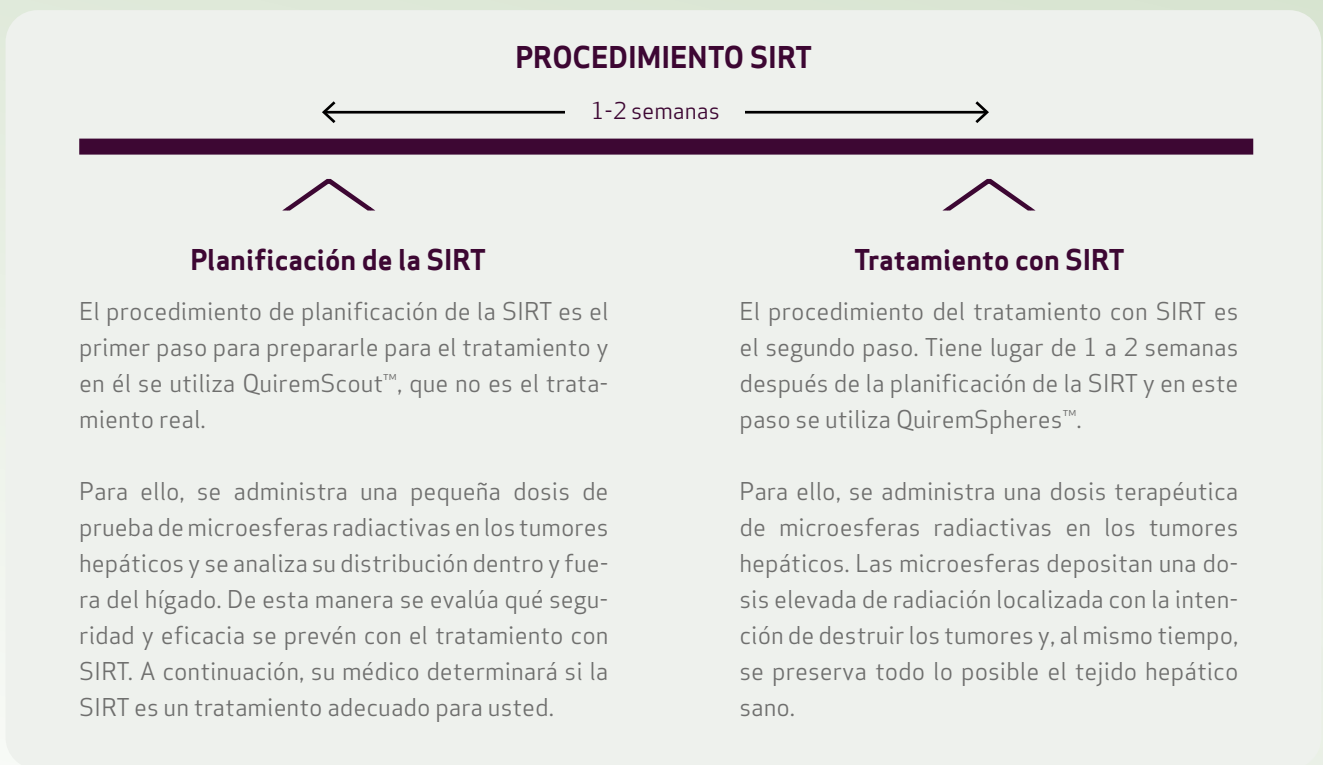 PROCEDIMIENTO SIRT
1-2 semanas
Planificación de la SIRT
El procedimiento de planificación de la SIRT es el
primer paso para prepararle para el tratamiento y
en él se utiliza QuiremScout™, que no es el trata-
miento real.
Para ello, se administra una pequeña dosis de
prueba de microesferas radiactivas en los tumores
hepáticos y se analiza su distribución dentro y fue-
ra del hígado. De esta manera se evalúa qué segu-
ridad y eficacia se prevén con el tratamiento con
SIRT. A continuación, su médico determinará si la
SIRT es un tratamiento adecuado para usted.
Tratamiento con SIRT
El procedimiento del tratamiento con SIRT es
el segundo paso. Tiene lugar de 1 a 2 semanas
después de la planificación de la SIRT y en este
paso se utiliza QuiremSpheres™.
Para ello, se administra una dosis terapéutica
de microesferas radiactivas en los tumores
hepáticos. Las microesferas depositan una do-
sis elevada de radiación localizada con la inten-
ción de destruir los tumores y, al mismo tiempo,
se preserva todo lo posible el tejido hepático
sano.